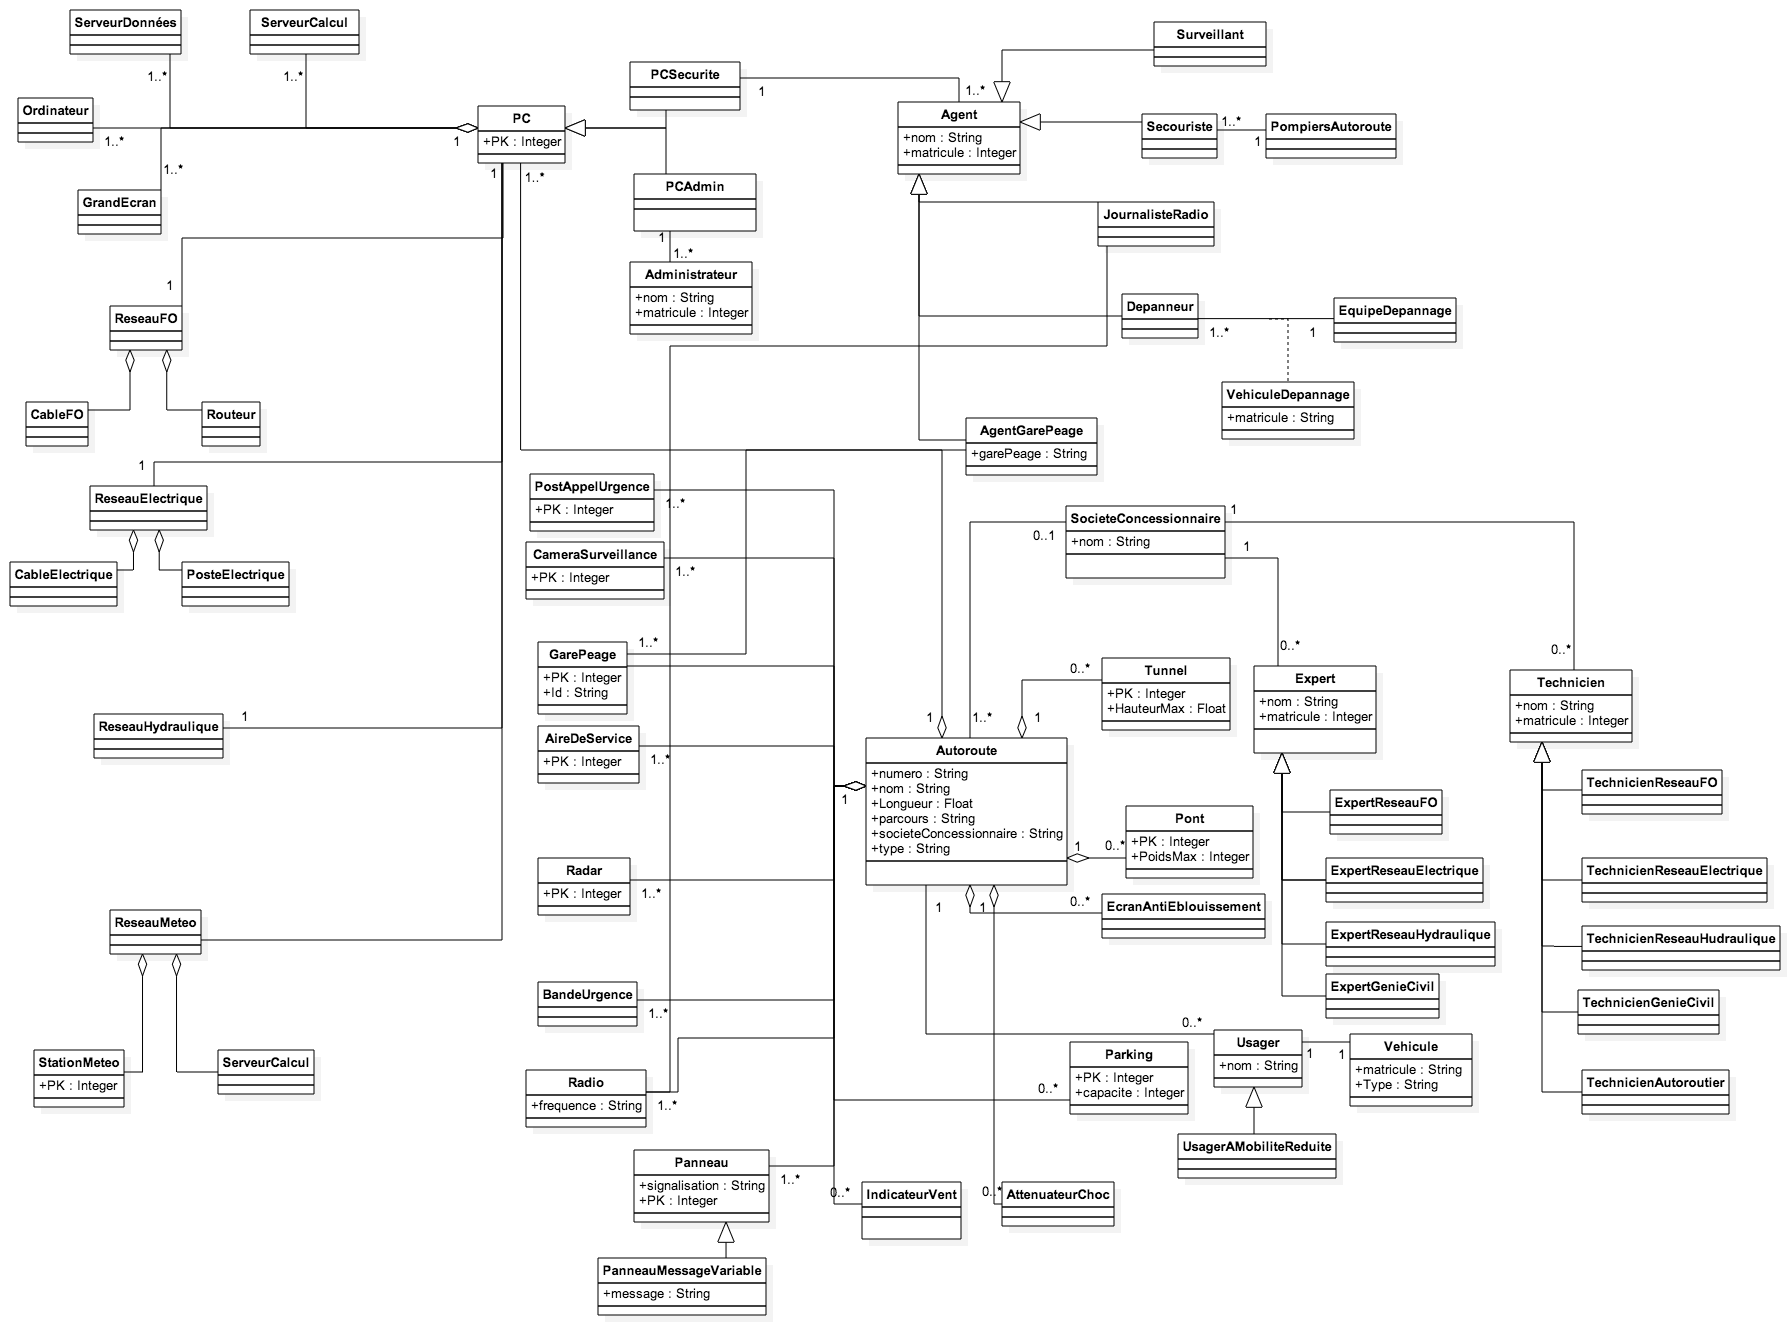 ServeurDonnées
1..*
ServeurCalcul
1..*
Ordinateur
1..*
GrandEcran
1..*
PC
+PK : Integer
1
1
1..*
PCSecurite
1
1..*
PCAdmin
1
1..*
Administrateur
+nom : String
+matricule : Integer
Agent
+nom : String
+matricule : Integer
Surveillant
Secouriste
1..*
1
PompiersAutoroute
JournalisteRadio
Depanneur
1..*
1
EquipeDepannage
VehiculeDepannage
+matricule : String
AgentGarePeage
+garePeage : String
1
ReseauFO
CableFO
Routeur
1
ReseauElectrique
CableElectrique
PosteElectrique
ReseauHydraulique
1
ReseauMeteo
StationMeteo
+PK : Integer
ServeurCalcul
PostAppelUrgence
+PK : Integer
1..*
CameraSurveillance
+PK : Integer
1..*
GarePeage
+PK : Integer
+Id : String
1..*
AireDeService
+PK : Integer
1..*
Radar
+PK : Integer
1..*
BandeUrgence
1..*
Radio
+frequence : String
1..*
Panneau
+signalisation : String
+PK : Integer
1..*
PanneauMessageVariable
+message : String
SocieteConcessionnaire
+nom : String
0..1
1
1
0..*
0..*
1
1..*
1
0..*
Tunnel
+PK : Integer
+HauteurMax : Float
Autoroute
+numero : String
+nom : String
+Longueur : Float
+parcours : String
+societeConcessionnaire : String
+type : String
1
1
0..*
Pont
+PK : Integer
+PoidsMax : Integer
1
1
0..*
EcranAntiEblouissement
Expert
+nom : String
+matricule : Integer
ExpertReseauFO
ExpertReseauElectrique
ExpertReseauHydraulique
ExpertGenieCivil
Technicien
+nom : String
+matricule : Integer
TechnicienReseauFO
TechnicienReseauElectrique
TechnicienReseauHudraulique
TechnicienGenieCivil
TechnicienAutoroutier
0..*
Usager
+nom : String
1
1
Vehicule
+matricule : String
+Type : String
UsagerAMobiliteReduite
Parking
+PK : Integer
+capacite : Integer
0..*
0..*
IndicateurVent
0..*
AttenuateurChoc